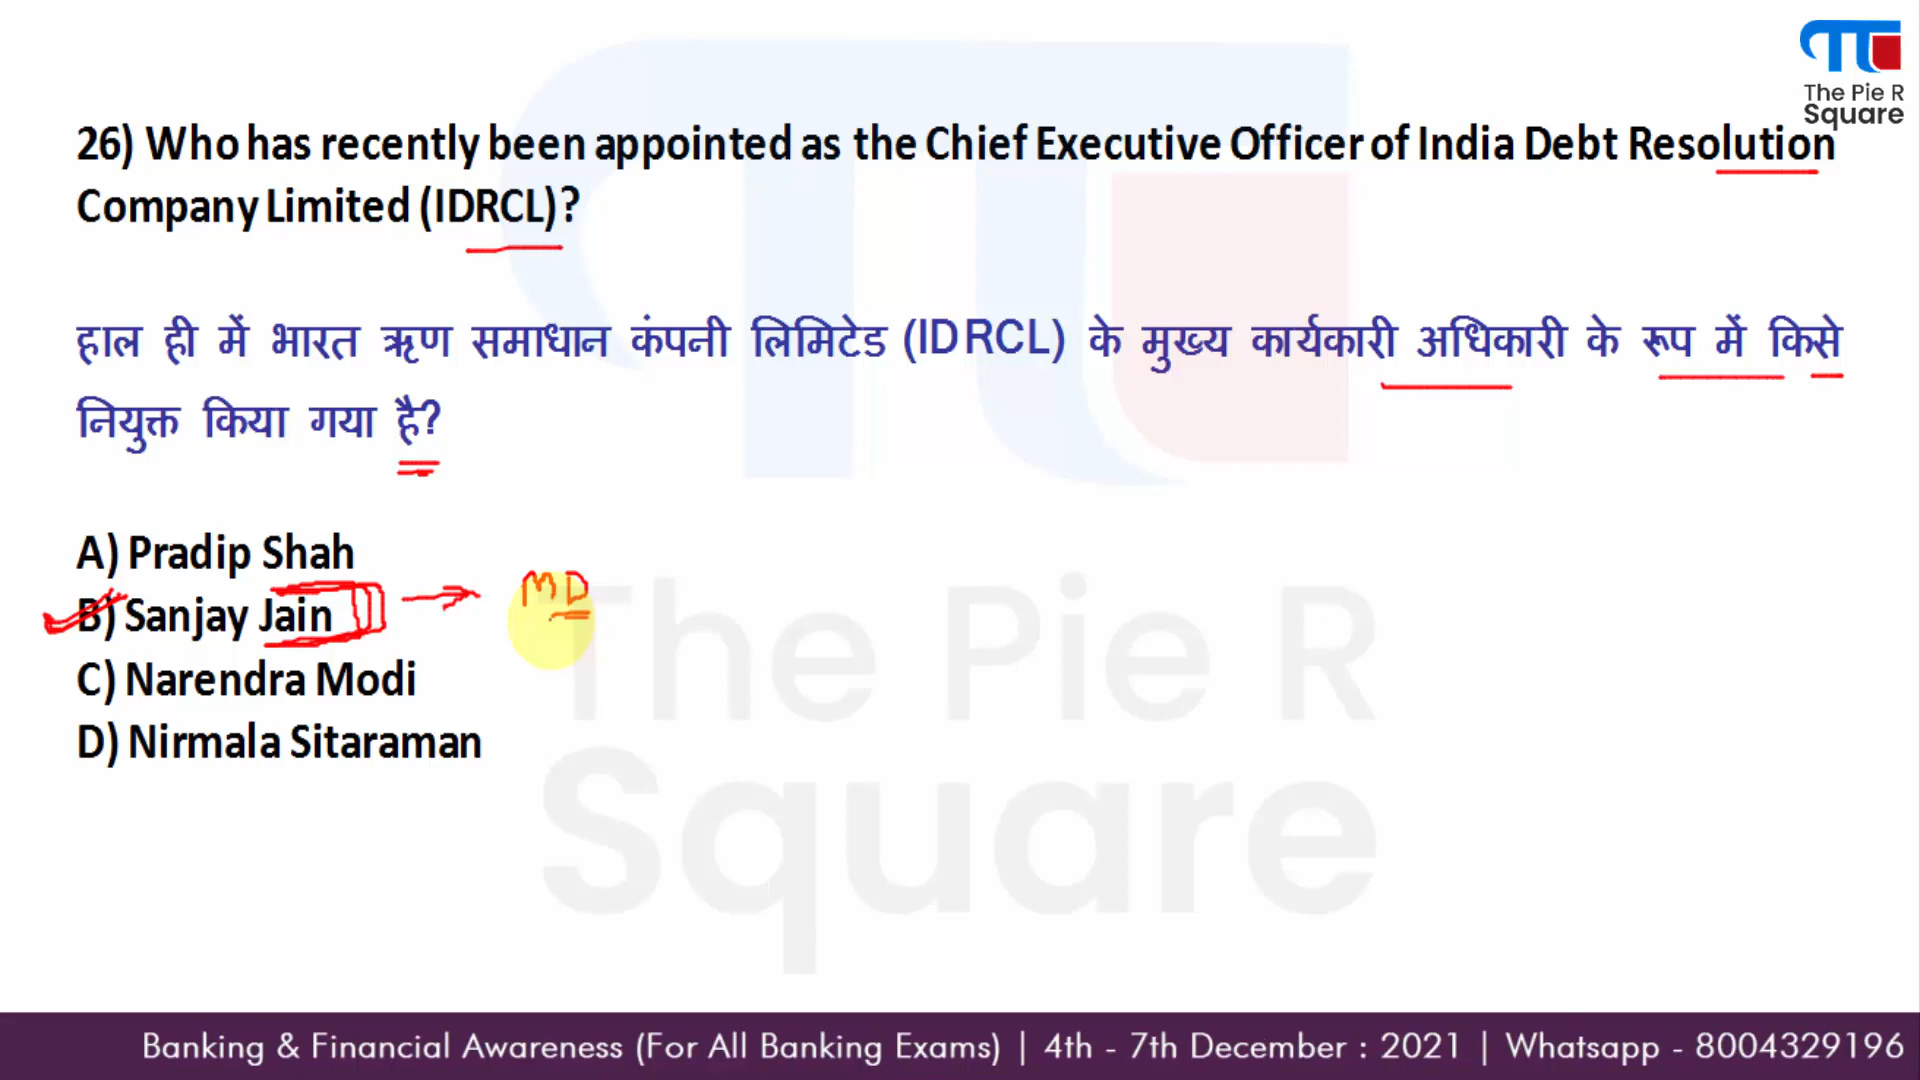 The Pie R
Square
26) Who has recently been appointed as the Chief Executive Officer of India Debt Resolution
Company Limited (IDRCL)?
हाल ही में भारत ऋण समाधान कंपनी लिमिटेड (IDRCL) के मुख्य कार्यकारी अधिकारी के रूप में किसे
नियुक्त किया गया है?
A) Pradip Shah
B) Sanjay Jain
MD
C) Narendra Modi
D) Nirmala Sitaraman
The Pie R
Square
Banking & Financial Awareness (For All Banking Exams) | 4th - 7th December : 2021 | Whatsapp - 8004329196